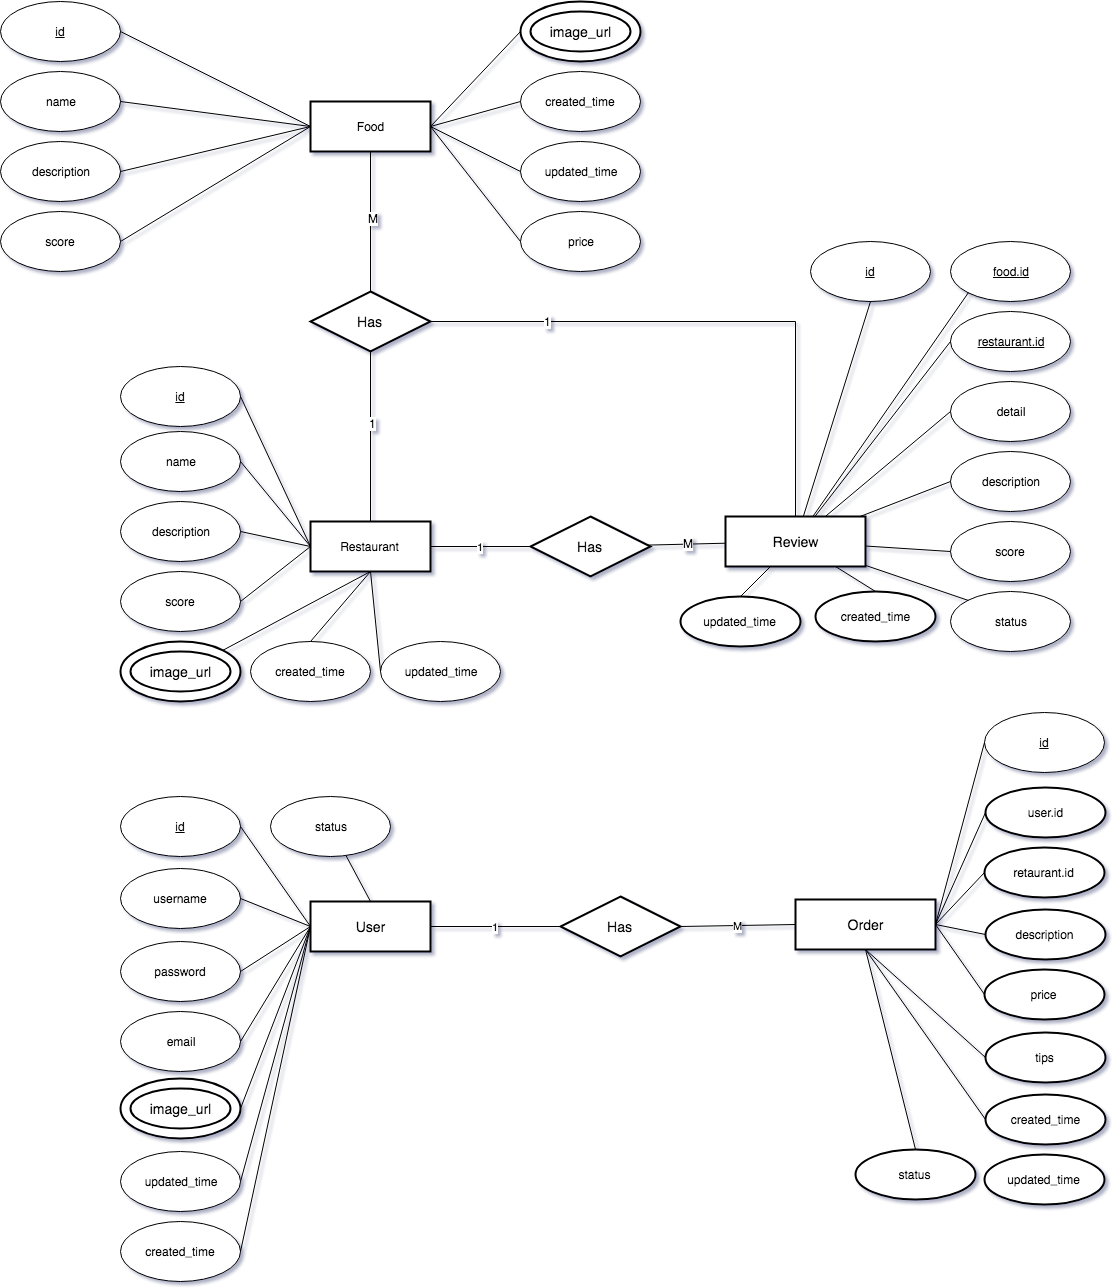 id
image_url
name
created_time
Food
description
updated_time
score
price
M
id
food.id
Has
1
restaurant.id
id
1
detail
name
description
description
Restaurant
1
Has
M
Review
score
score
updated_time
created_time
status
image_url
created_time
updated_time
id
id
status
user.id
username
retaurant.id
User
1
Has
M
Order
description
password
price
email
tips
image_url
created_time
updated_time
status
updated_time
created_time